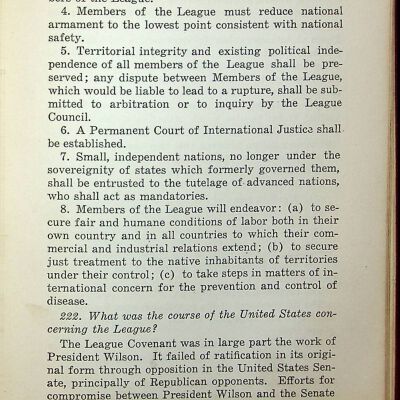 bers of the League.
4. Members of the League must reduce national
armament to the lowest point consistent with national
safety.
5. Territorial integrity and existing political inde-
pendence of all members of the League shall be pre-
served; any dispute between Members of the League,
which would be liable to lead to a rupture, shall be sub-
mitted to arbitration or to inquiry by the League
Council.
6. A Permanent Court of International Justice shall
be established.
7. Small, independent nations, no longer under the
sovereignity of states which formerly governed them,
shall be entrusted to the tutelage of advanced nations,
who shall act as mandatories.
8. Members of the League will endeavor: (a) to se-
cure fair and humane conditions of labor both in their
own country and in all countries to which their com-
mercial and industrial relations extend; (b) to secure
just treatment to the native inhabitants of territories
under their control; (c) to take steps in matters of in-
ternational concern for the prevention and control of
disease.
222. What was the course of the United States con-
cerning the League?
The League Covenant was in large part the work of
President Wilson. It failed of ratification in its origi-
nal form through opposition in the United States Sen-
ate, principally of Republican opponents. Efforts for
compromise between President Wilson and the Senate